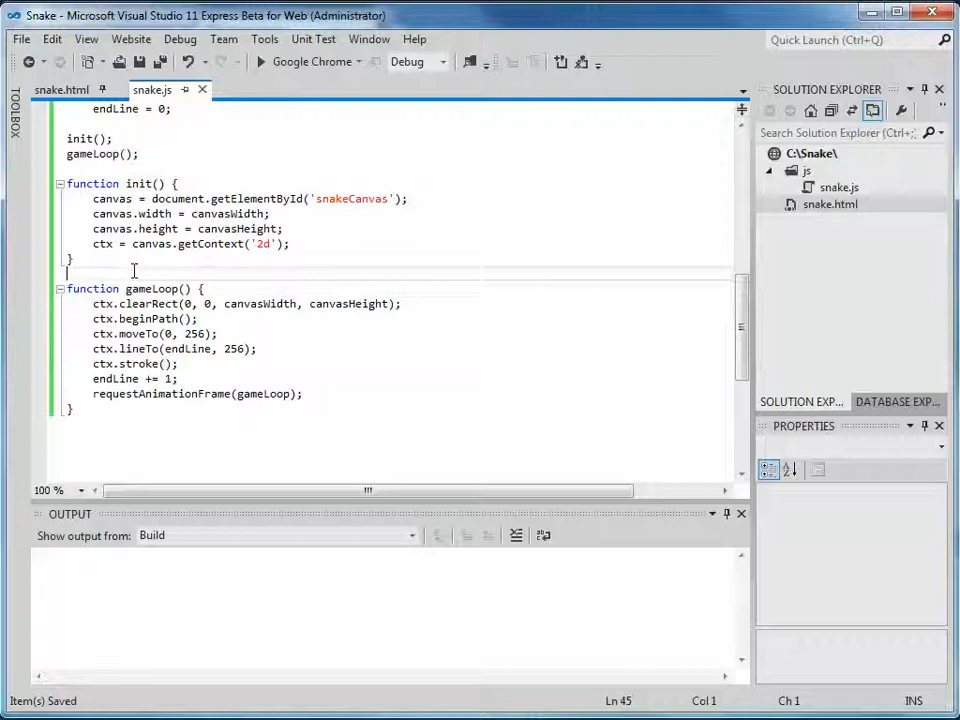 Snake - Microsoft Visual Studio 11 Express Beta for Web (Administrator)
File Edit View Website Debug Team Tools Unit Test Window Help
Quick Launch (Ctrl+Q)
Google Chrome Debug
TOOLBOX
snake.html snake.js
endLine = 0;
init();
gameLoop();
function init() {
canvas = document.getElementById('snakeCanvas');
canvas.width = canvasWidth;
canvas.height = canvasHeight;
ctx = canvas.getContext('2d');
}
function gameLoop() {
ctx.clearRect(0, 0, canvasWidth, canvasHeight);
ctx.beginPath();
ctx.moveTo(0, 256);
ctx.lineTo(endLine, 256);
ctx.stroke();
endLine += 1;
requestAnimationFrame(gameLoop);
}
100 %
SOLUTION EXPLORER
Search Solution Explorer (Ctrl+;
C:\Snake\
js
snake.js
snake.html
SOLUTION EXP... DATABASE EXP...
PROPERTIES
OUTPUT
Show output from: Build
Item(s) Saved Ln 45 Col 1 Ch 1 INS